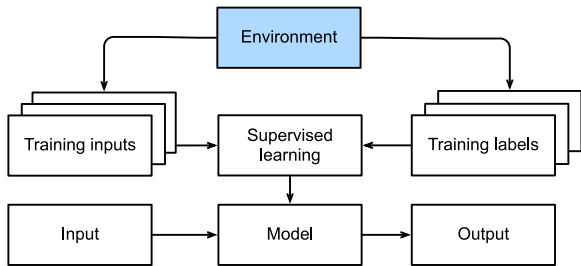 Environment
Training inputs
Supervised
learning
Training labels
Input
Model
Output